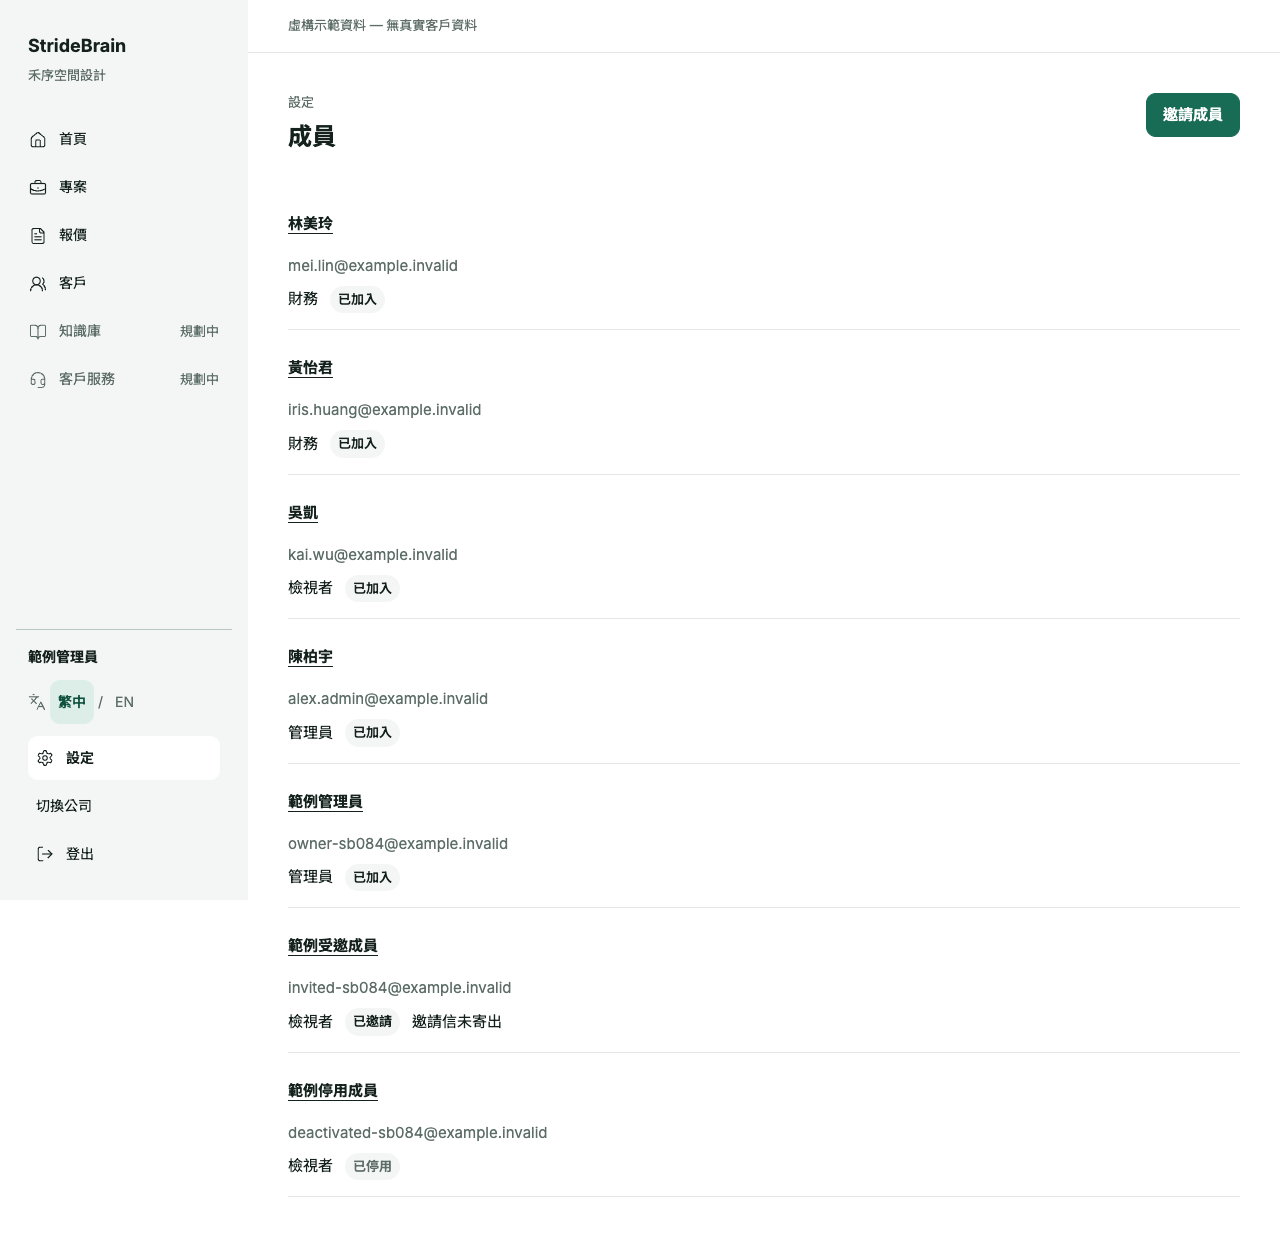 StrideBrain
禾序空間設計
首頁
專案
報價
客戶
知識庫 規劃中
客戶服務 規劃中
範例管理員
繁中 / EN
設定
切換公司
登出
虛構示範資料 — 無真實客戶資料
設定
成員
邀請成員
林美玲
mei.lin@example.invalid
財務 已加入
黃怡君
iris.huang@example.invalid
財務 已加入
吳凱
kai.wu@example.invalid
檢視者 已加入
陳柏宇
alex.admin@example.invalid
管理員 已加入
範例管理員
owner-sb084@example.invalid
管理員 已加入
範例受邀成員
invited-sb084@example.invalid
檢視者 已邀請 邀請信未寄出
範例停用成員
deactivated-sb084@example.invalid
檢視者 已停用